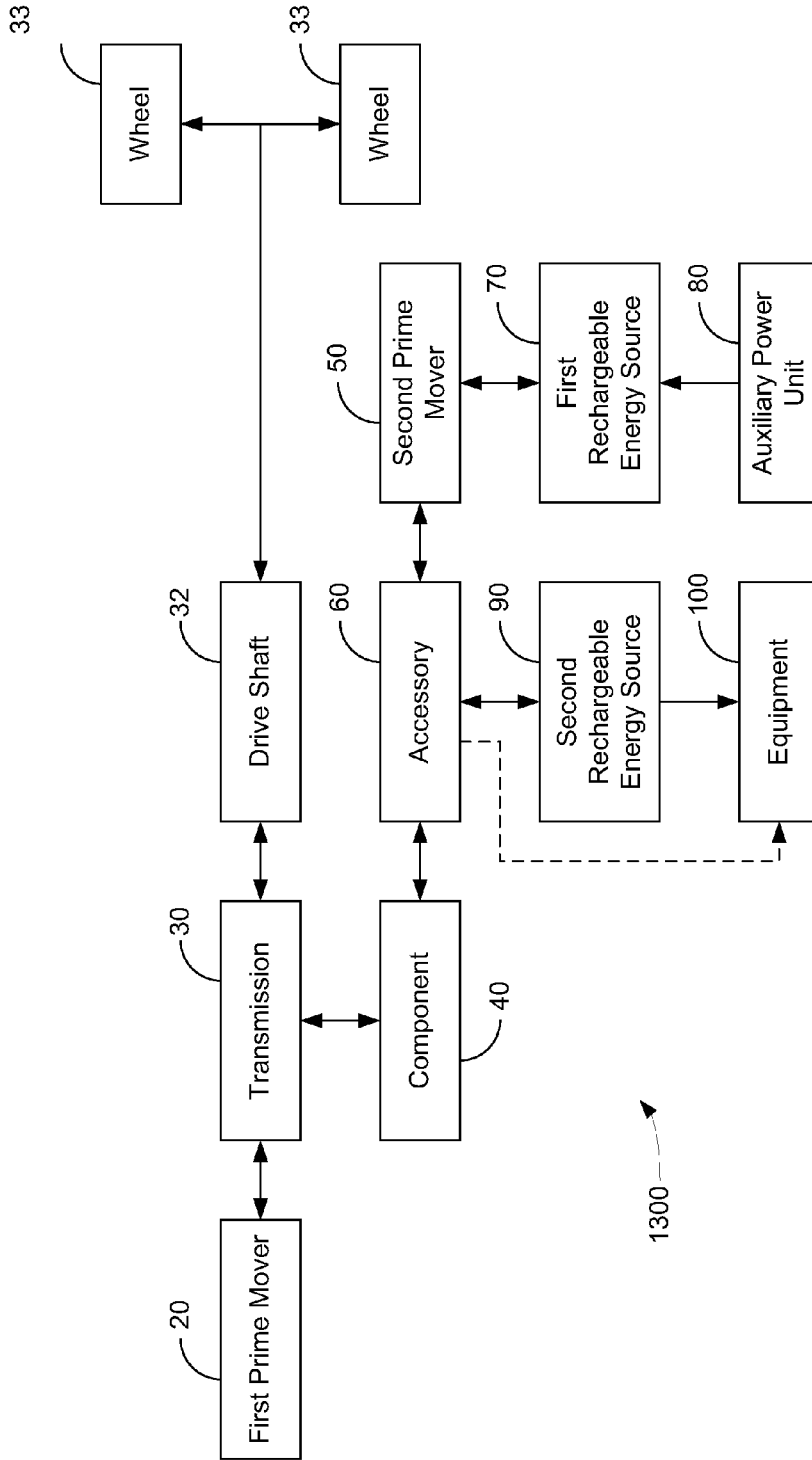 20
First Prime Mover
30
Transmission
32
Drive Shaft
33
Wheel
33
Wheel
Component
40
60
Accessory
50
Second Prime
Mover
90
Second
Rechargeable
Energy Source
70
First
Rechargeable
Energy Source
100
Equipment
80
Auxiliary Power
Unit
1300